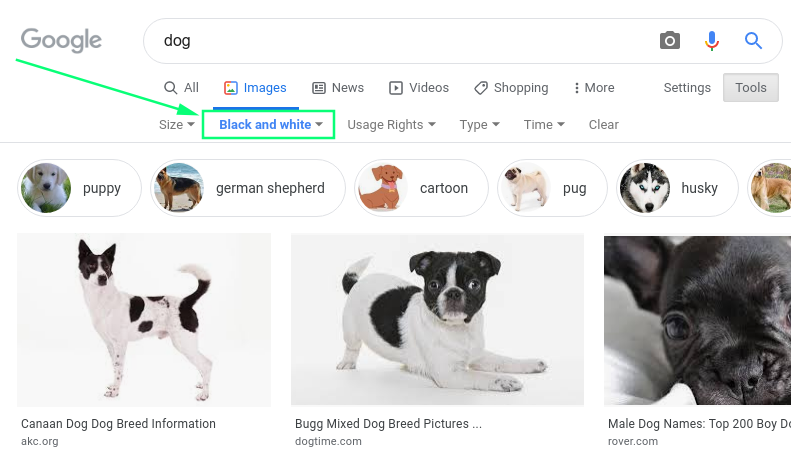 Google
dog
All Images News Videos Shopping More Settings Tools
Size Black and white Usage Rights Type Time Clear
puppy german shepherd cartoon pug husky
Canaan Dog Dog Breed Information
akc.org
Bugg Mixed Dog Breed Pictures ...
dogtime.com
Male Dog Names: Top 200 Boy
rover.com